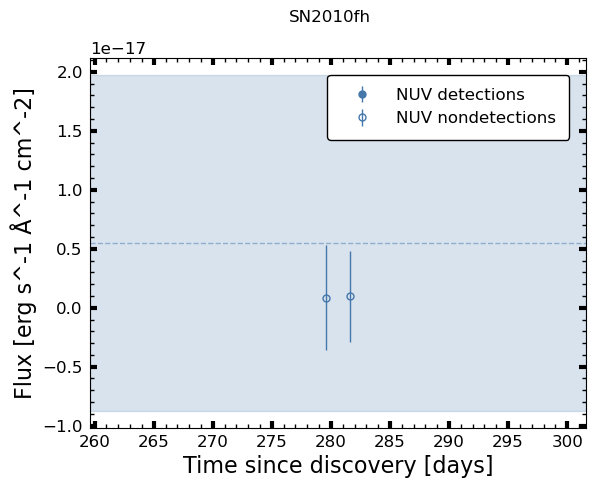 SN2010fh
1e−17
NUV detections
NUV nondetections
2.0
1.5
1.0
0.5
0.0
−0.5
−1.0
Flux [erg s^-1 Å^-1 cm^-2]
260 265 270 275 280 285 290 295 300
Time since discovery [days]